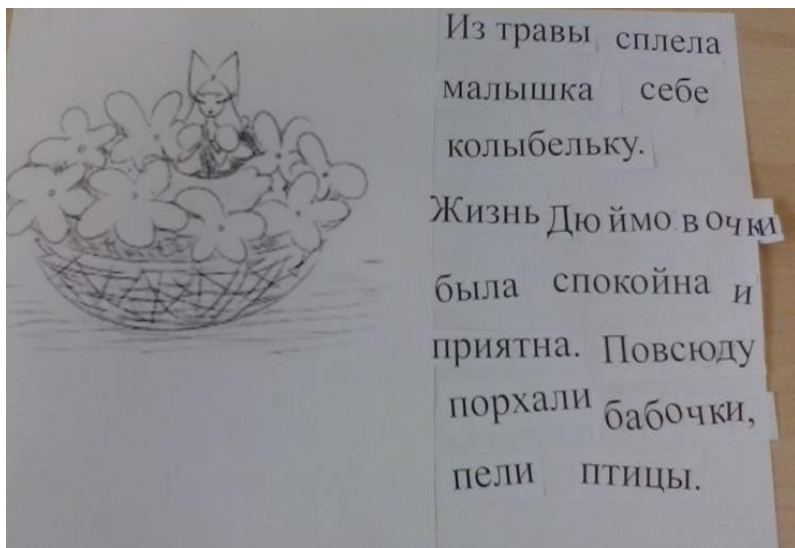 Из травы сплела
малышка себе
колыбельку.
Жизнь Дюймовочки
была спокойна и
приятна. Повсюду
порхали бабочки,
пели птицы.